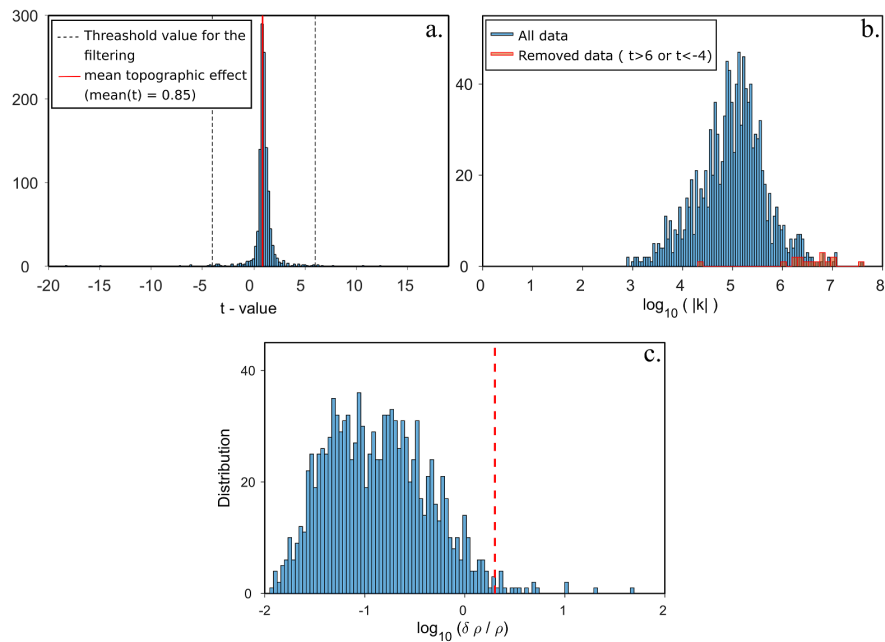 a.
Threashold value for the
filtering
mean topographic effect
(mean(t) = 0.85)
300
200
100
0
-20 -15 -10 -5 0 5 10 15
t - value
b.
All data
Removed data ( t>6 or t<-4)
40
20
0
0 1 2 3 4 5 6 7 8
log10 ( |k| )
c.
Distribution
40
20
0
-2 -1 0 1 2
log10 (δ ρ / ρ)